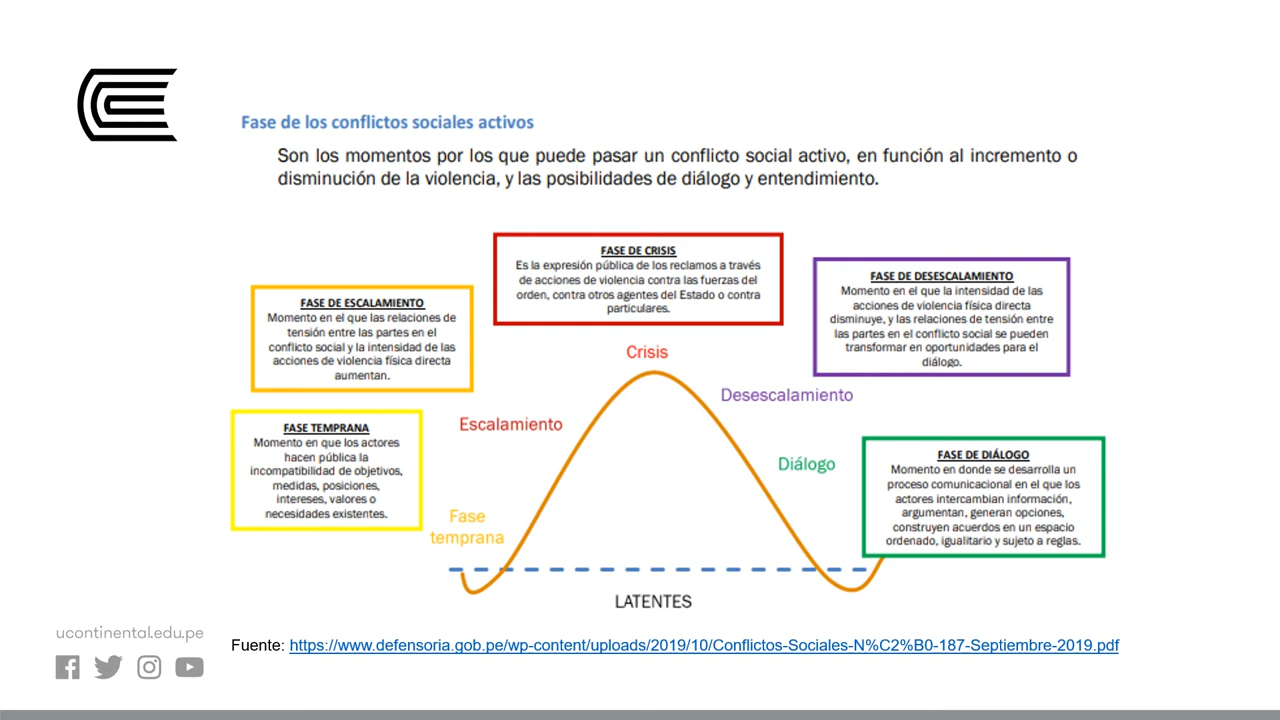 Fase de los conflictos sociales activos
Son los momentos por los que puede pasar un conflicto social activo, en función al incremento o
disminución de la violencia, y las posibilidades de diálogo y entendimiento.
FASE DE CRISIS
Es la expresión pública de los reclamos a través
de acciones de violencia contra las fuerzas del
orden, contra otros agentes del Estado o contra
particulares.
FASE DE DESESCALAMIENTO
Momento en el que la intensidad de las
acciones de violencia física directa
disminuye, y las relaciones de tensión entre
las partes en el conflicto social se pueden
transformar en oportunidades para el
diálogo.
FASE DE ESCALAMIENTO
Momento en el que las relaciones de
tensión entre las partes en el
conflicto social y la intensidad de las
acciones de violencia física directa
aumentan.
Crisis
Desescalamiento
Escalamiento
FASE TEMPRANA
Momento en que los actores
hacen pública la
incompatibilidad de objetivos,
medidas, posiciones,
intereses, valores o
necesidades existentes.
Diálogo
FASE DE DIÁLOGO
Momento en donde se desarrolla un
proceso comunicacional en el que los
actores intercambian información,
argumentan, generan opciones,
construyen acuerdos en un espacio
ordenado, igualitario y sujeto a reglas.
Fase
temprana
LATENTES
ucontinental.edu.pe
Fuente: https://www.defensoria.gob.pe/wp-content/uploads/2019/10/Conflictos-Sociales-N%C2%B0-187-Septiembre-2019.pdf